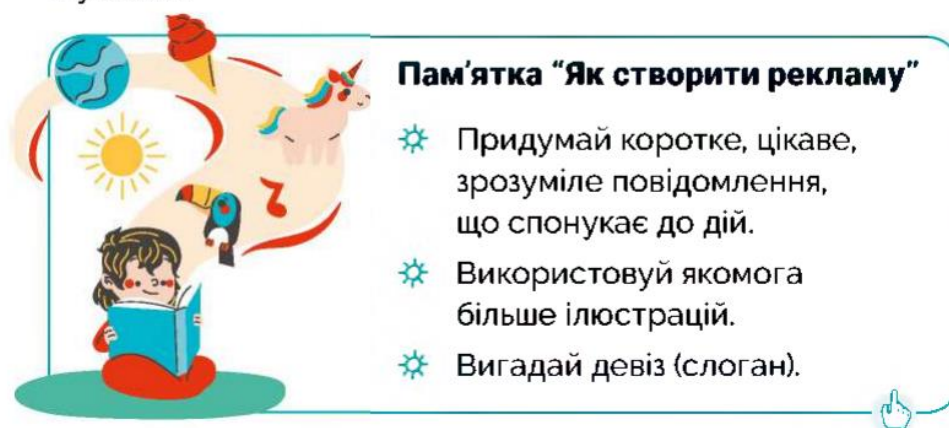 Пам’ятка “Як створити рекламу”
Придумай коротке, цікаве,
зрозуміле повідомлення,
що спонукає до дій.
Використовуй якомога
більше ілюстрацій.
Вигадай девіз (слоган).